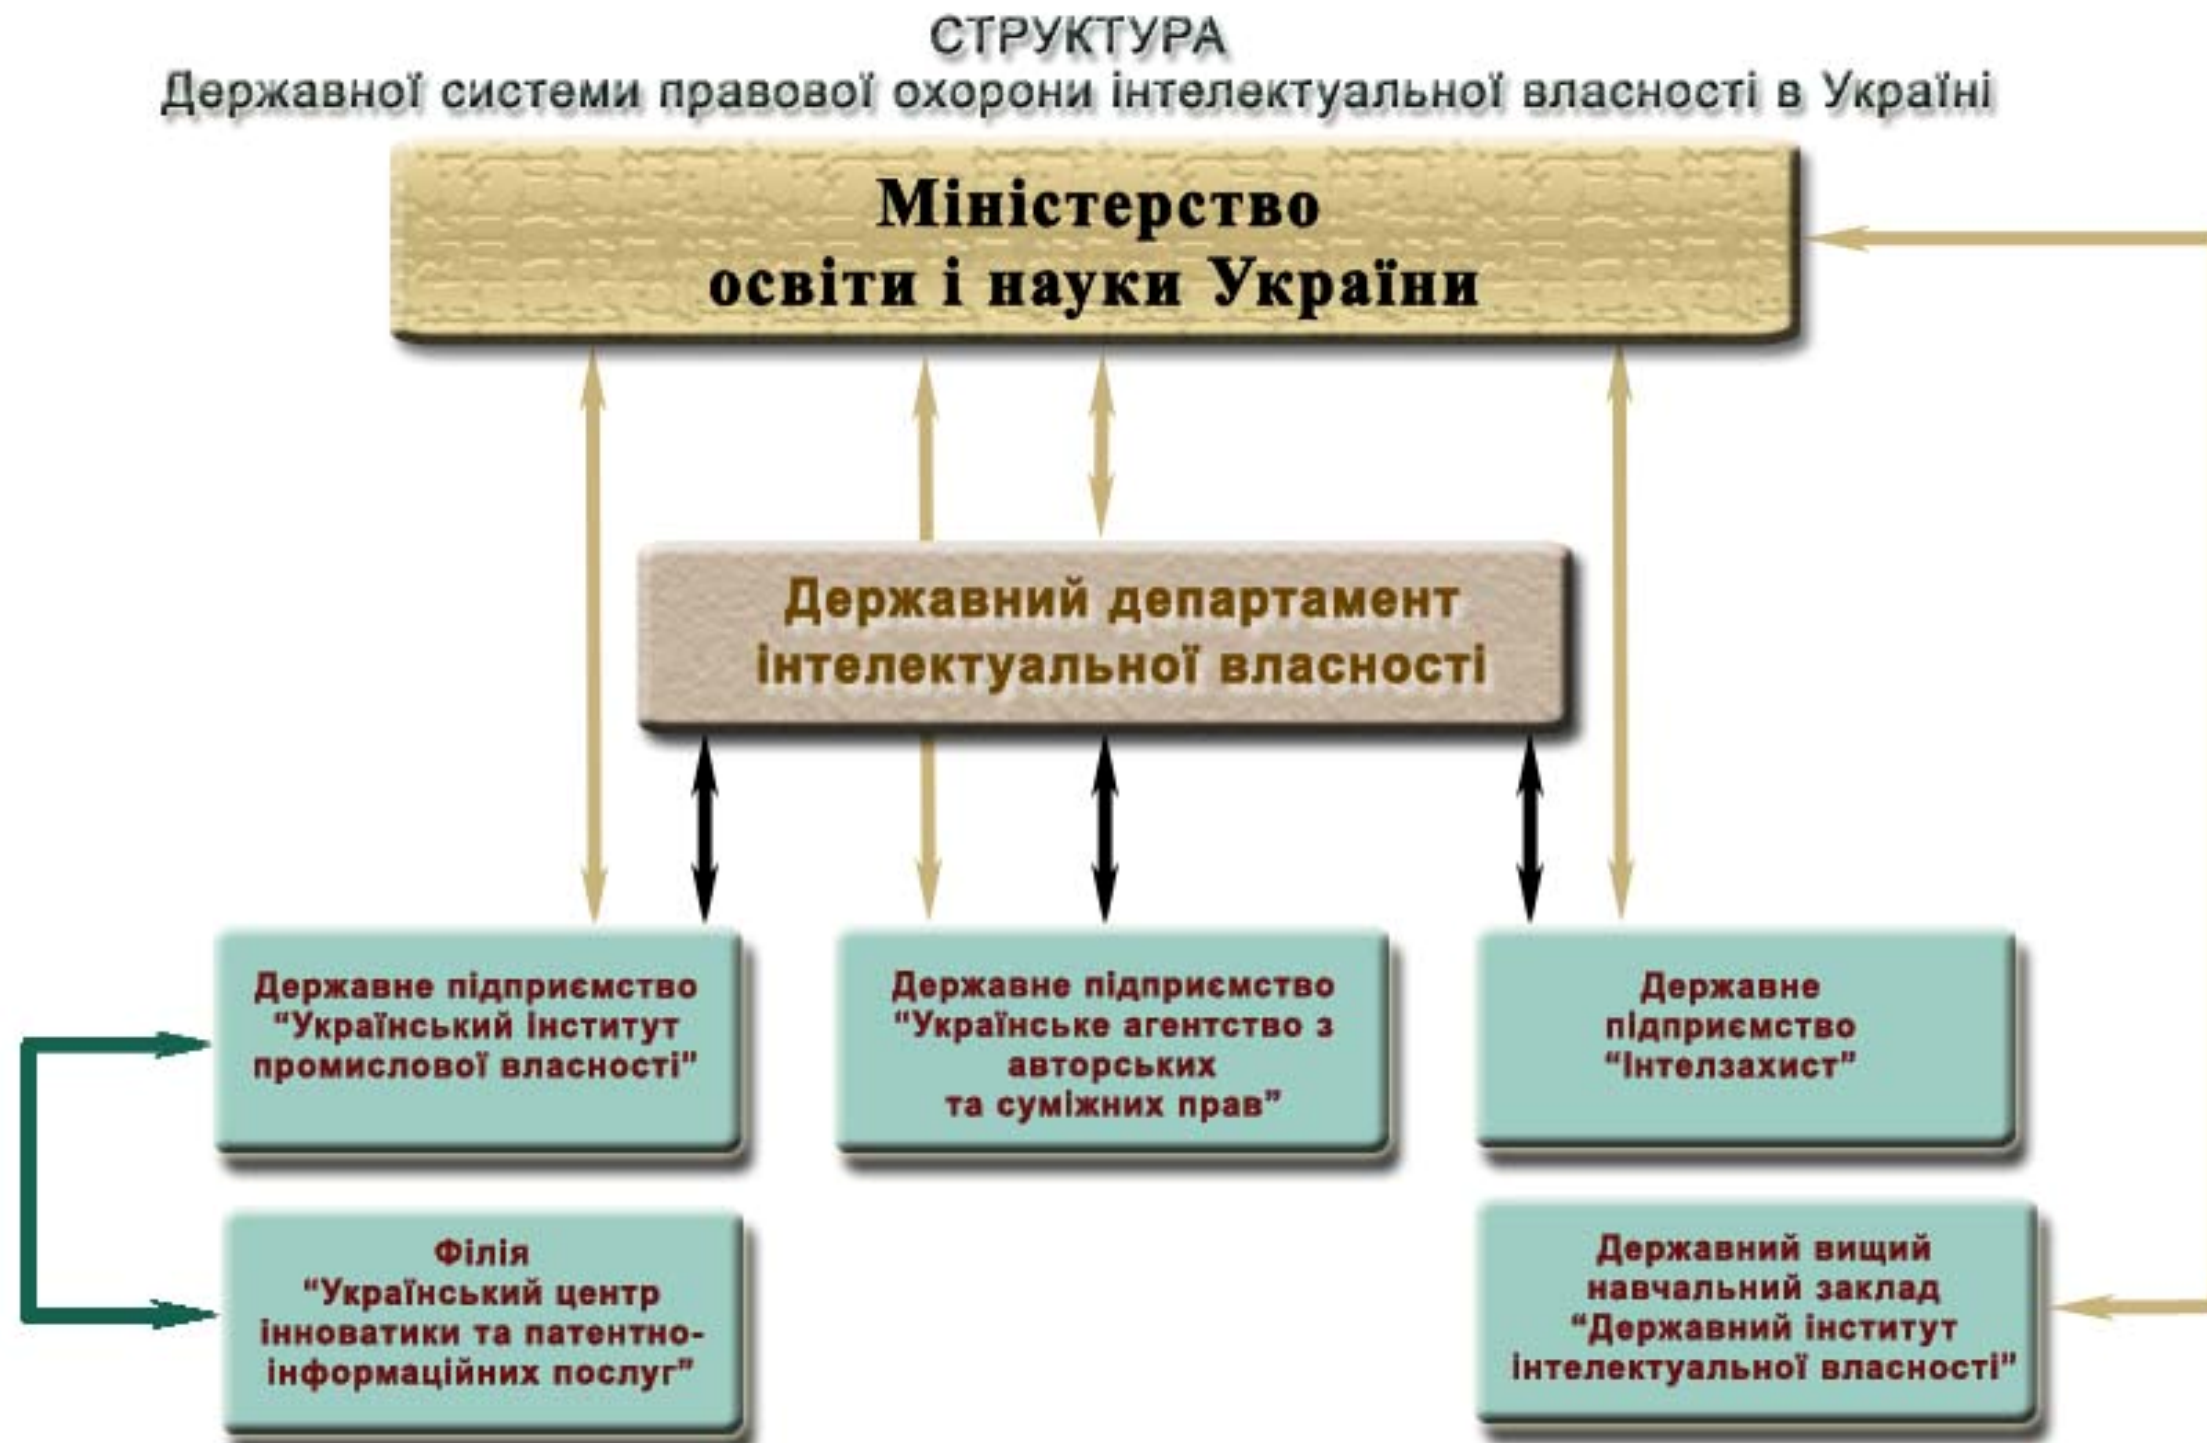 СТРУКТУРА
Державної системи правової охорони інтелектуальної власності в Україні
Міністерство
освіти і науки України
Державний департамент
інтелектуальної власності
Державне підприємство
“Український інститут
промислової власності”
Державне підприємство
“Українське агентство з
авторських
та суміжних прав”
Державне
підприємство
“Інтелзахист”
Філія
“Український центр
інноватики та патентно-
інформаційних послуг”
Державний вищий
навчальний заклад
“Державний інститут
інтелектуальної власності”